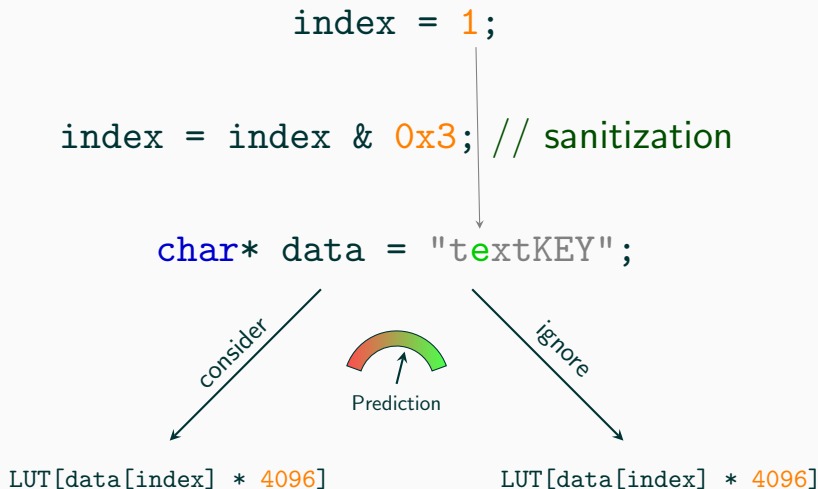 index = 1;
index = index & 0x3; // sanitization
char* data = "textKEY";
consider
ignore
Prediction
LUT[data[index] * 4096]
LUT[data[index] * 4096]